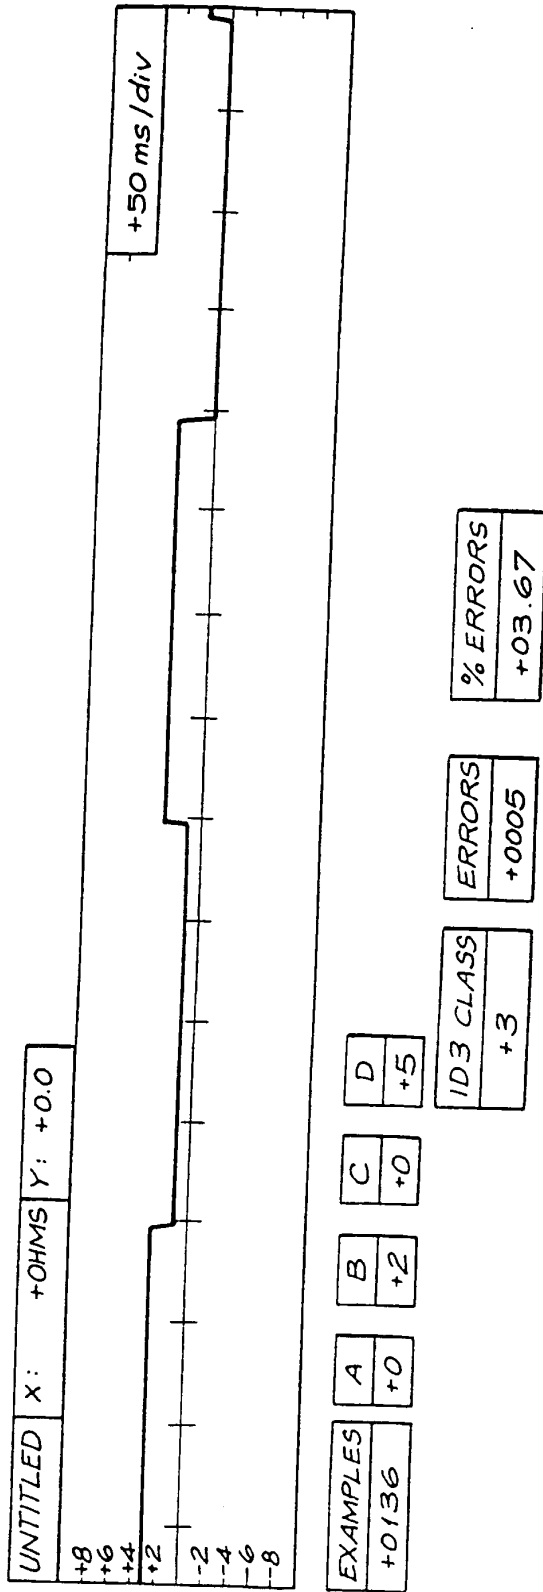 UNTITLED X: +OHMS Y: +0.0
+50 ms/div
+8
+6
+4
+2
-2
-4
-6
-8
EXAMPLES A B C D
+0136 +0 +2 +0 +5
ID3 CLASS ERRORS % ERRORS
+3 +0005 +03.67